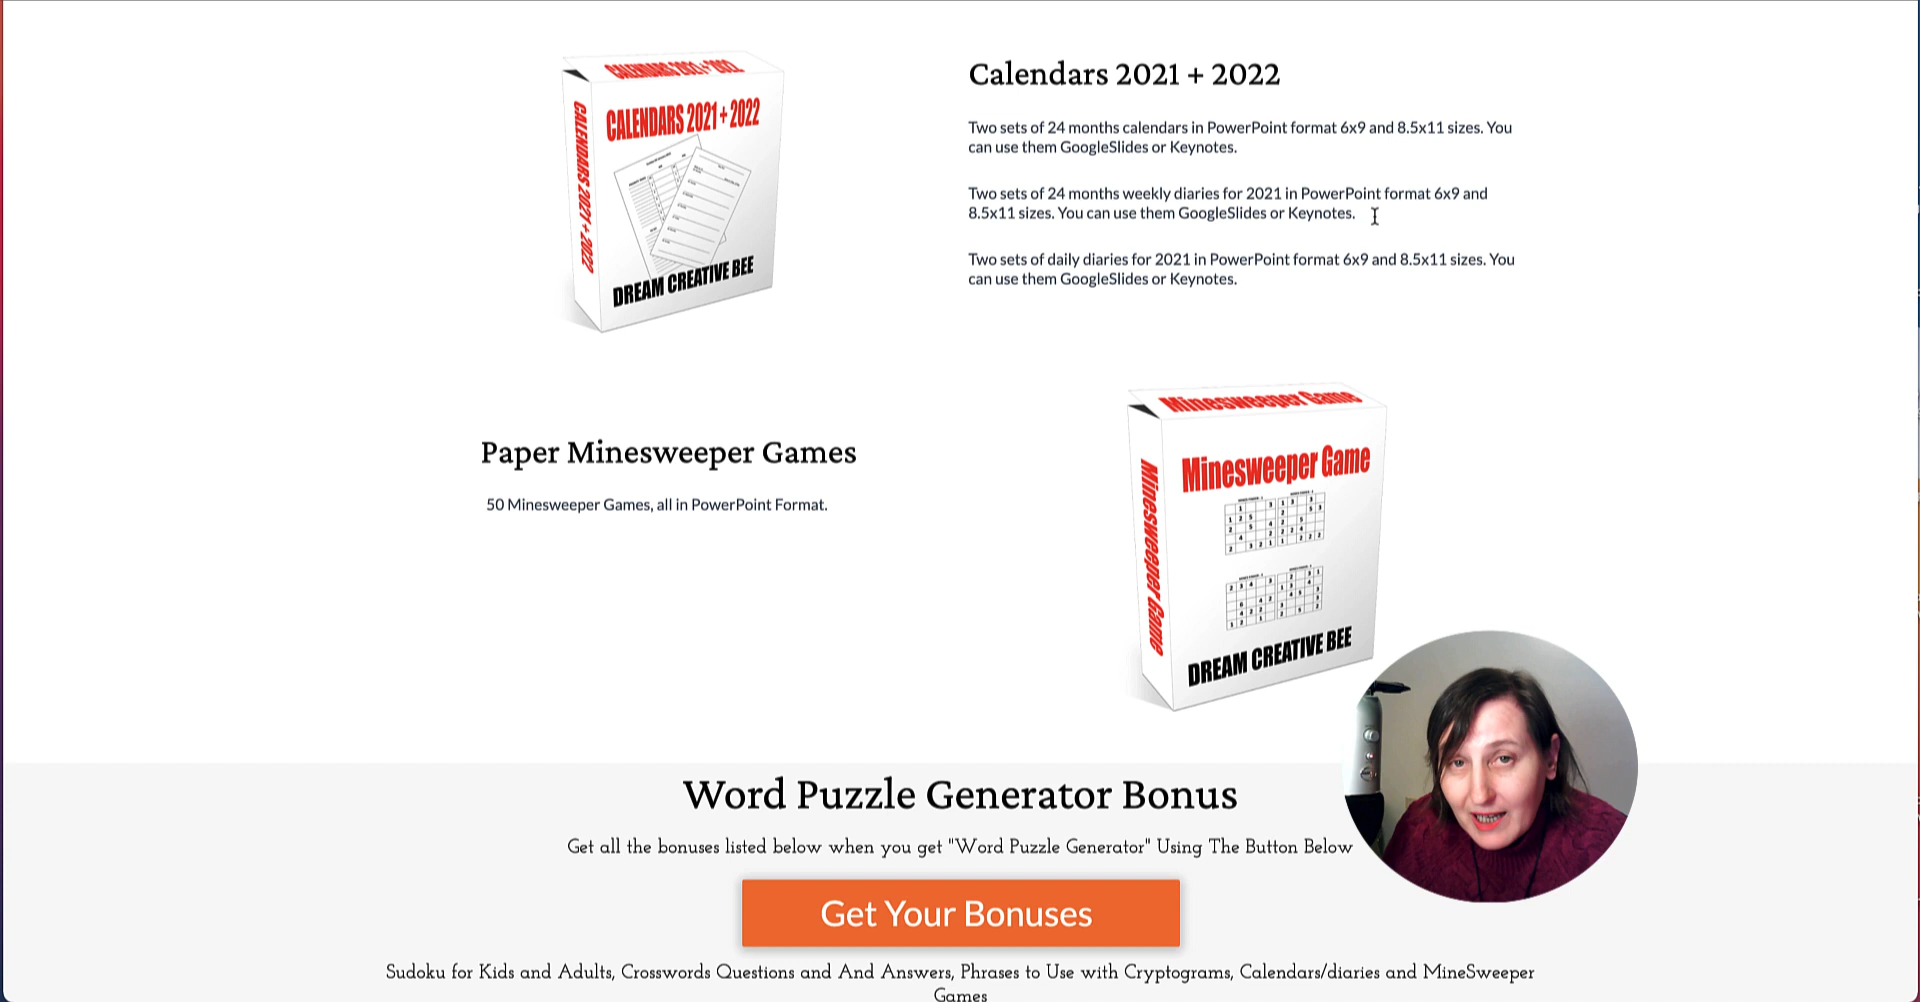 CALENDARS 2021 + 2022
CALENDARS 2021 + 2022
CALENDARS 2021 + 2022
DREAM CREATIVE BEE
Calendars 2021 + 2022
Two sets of 24 months calendars in PowerPoint format 6x9 and 8.5x11 sizes. You
can use them GoogleSlides or Keynotes.
Two sets of 24 months weekly diaries for 2021 in PowerPoint format 6x9 and
8.5x11 sizes. You can use them GoogleSlides or Keynotes.
Two sets of daily diaries for 2021 in PowerPoint format 6x9 and 8.5x11 sizes. You
can use them GoogleSlides or Keynotes.
Paper Minesweeper Games
50 Minesweeper Games, all in PowerPoint Format.
Minesweeper Game
Minesweeper Game
Minesweeper Game
DREAM CREATIVE BEE
Word Puzzle Generator Bonus
Get all the bonuses listed below when you get "Word Puzzle Generator" Using The Button Below
Get Your Bonuses
Sudoku for Kids and Adults, Crosswords Questions and And Answers, Phrases to Use with Cryptograms, Calendars/diaries and MineSweeper
Games